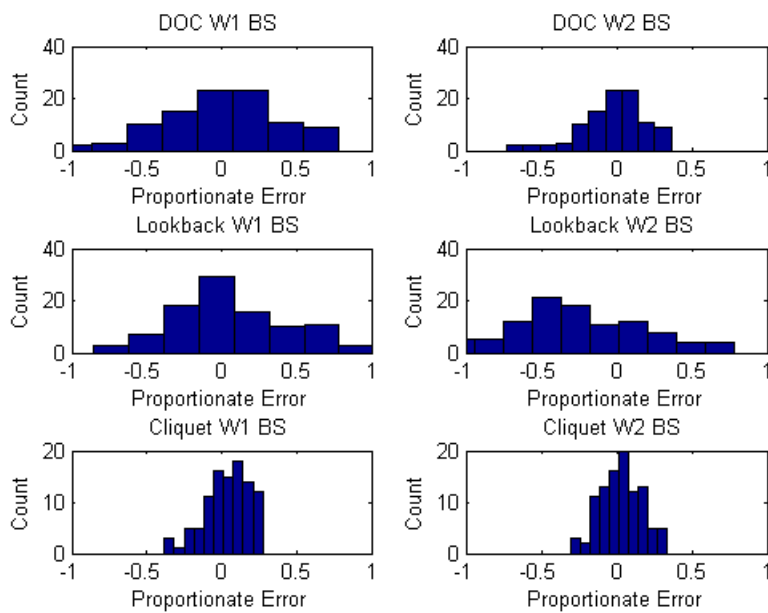 DOC W1 BS
40
20
0
Count
-1 -0.5 0 0.5 1
Proportionate Error
DOC W2 BS
40
20
0
Count
-1 -0.5 0 0.5 1
Proportionate Error
Lookback W1 BS
40
20
0
Count
-1 -0.5 0 0.5 1
Proportionate Error
Lookback W2 BS
40
20
0
Count
-1 -0.5 0 0.5 1
Proportionate Error
Cliquet W1 BS
20
10
0
Count
-1 -0.5 0 0.5 1
Proportionate Error
Cliquet W2 BS
20
10
0
Count
-1 -0.5 0 0.5 1
Proportionate Error